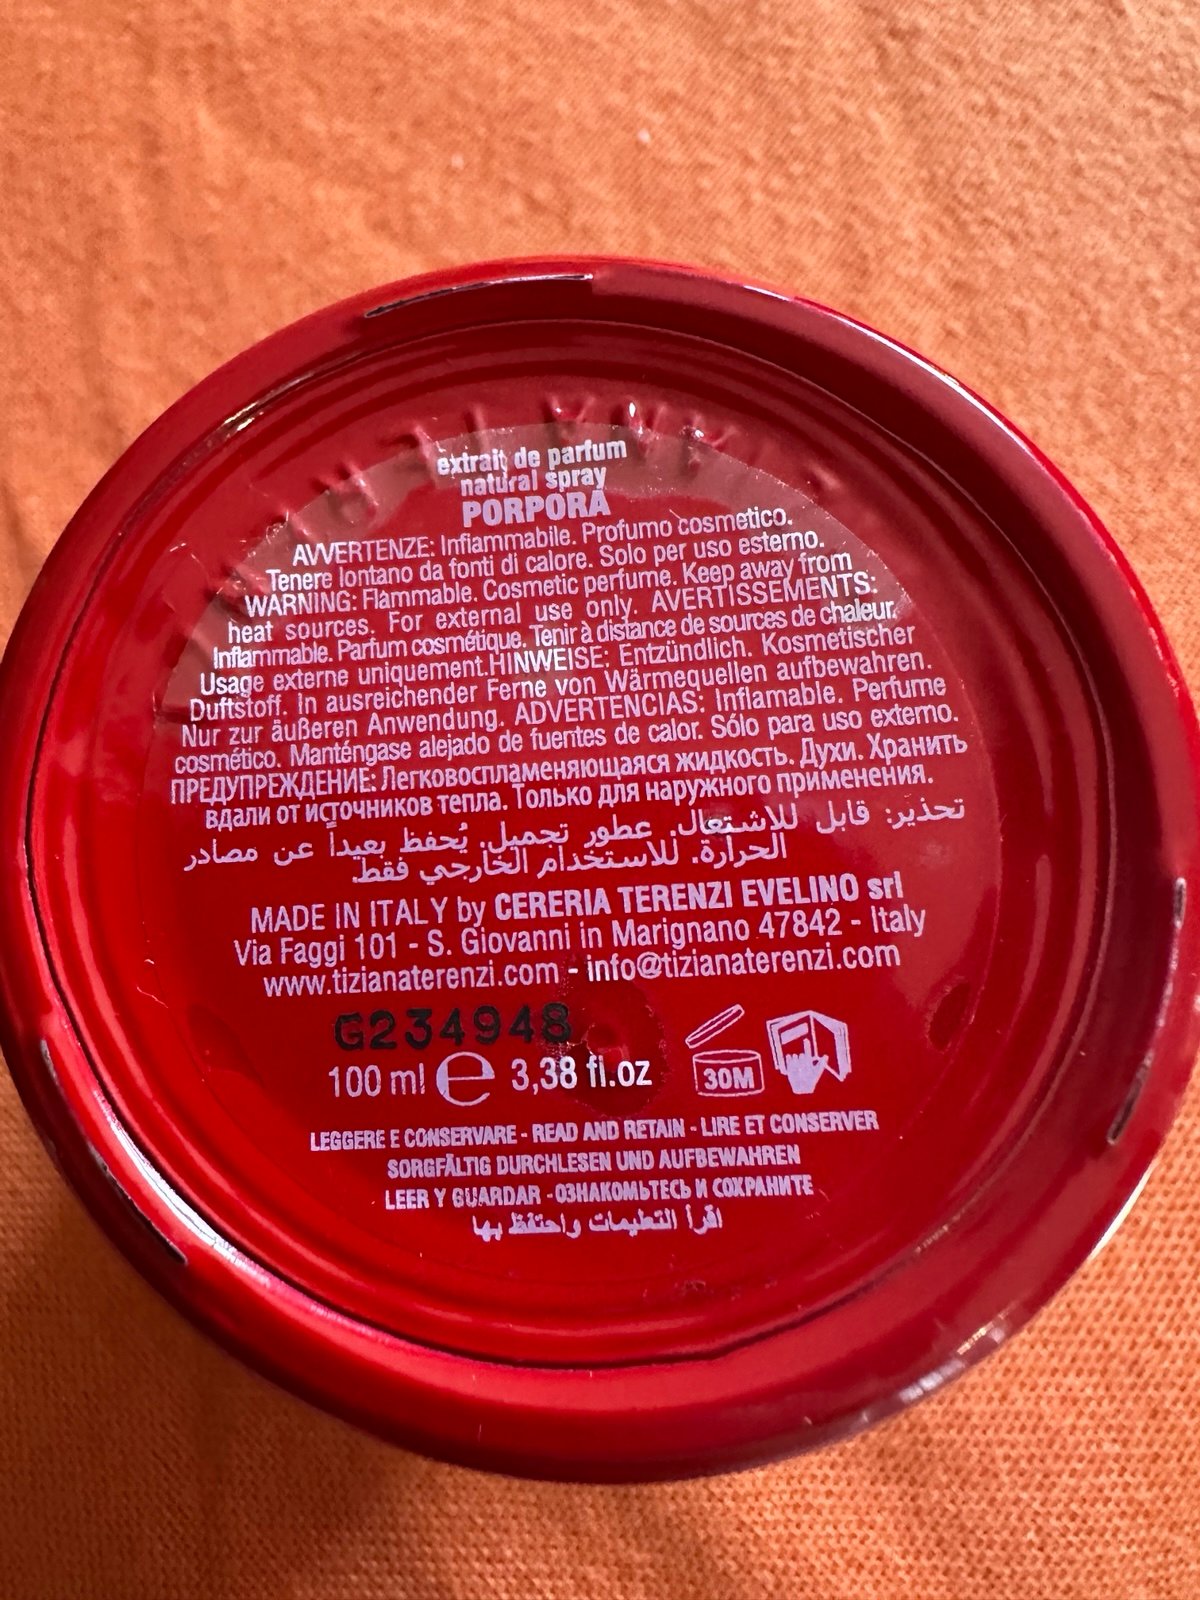 extrait de parfum
natural spray
PORPORA
AVVERTENZE: Infiammabile. Profumo cosmetico.
Tenere lontano da fonti di calore. Solo per uso esterno.
WARNING: Flammable. Cosmetic perfume. Keep away from
heat sources. For external use only. AVERTISSEMENTS:
Inflammable. Parfum cosmétique. Tenir à distance de sources de chaleur.
Usage externe uniquement.HINWEISE: Entzündlich. Kosmetischer
Duftstoff. In ausreichender Ferne von Wärmequellen aufbewahren.
Nur zur äußeren Anwendung. ADVERTENCIAS: Inflamable. Perfume
cosmético. Manténgase alejado de fuentes de calor. Sólo para uso externo.
ПРЕДУПРЕЖДЕНИЕ: Легковоспламеняющаяся жидкость. Духи. Хранить
вдали от источников тепла. Только для наружного применения.
تحذير: قابل للاشتعال. عطور تجميل. يُحفظ بعيداً عن مصادر
الحرارة. للاستخدام الخارجي فقط.
MADE IN ITALY by CERERIA TERENZI EVELINO srl
Via Faggi 101 - S. Giovanni in Marignano 47842 - Italy
www.tizianaterenzi.com - info@tizianaterenzi.com
G234948
100 ml e 3,38 fl.oz 30M
LEGGERE E CONSERVARE - READ AND RETAIN - LIRE ET CONSERVER
SORGFÄLTIG DURCHLESEN UND AUFBEWAHREN
LEER Y GUARDAR - ОЗНАКОМЬТЕСЬ И СОХРАНИТЕ
اقرأ التعليمات واحتفظ بها